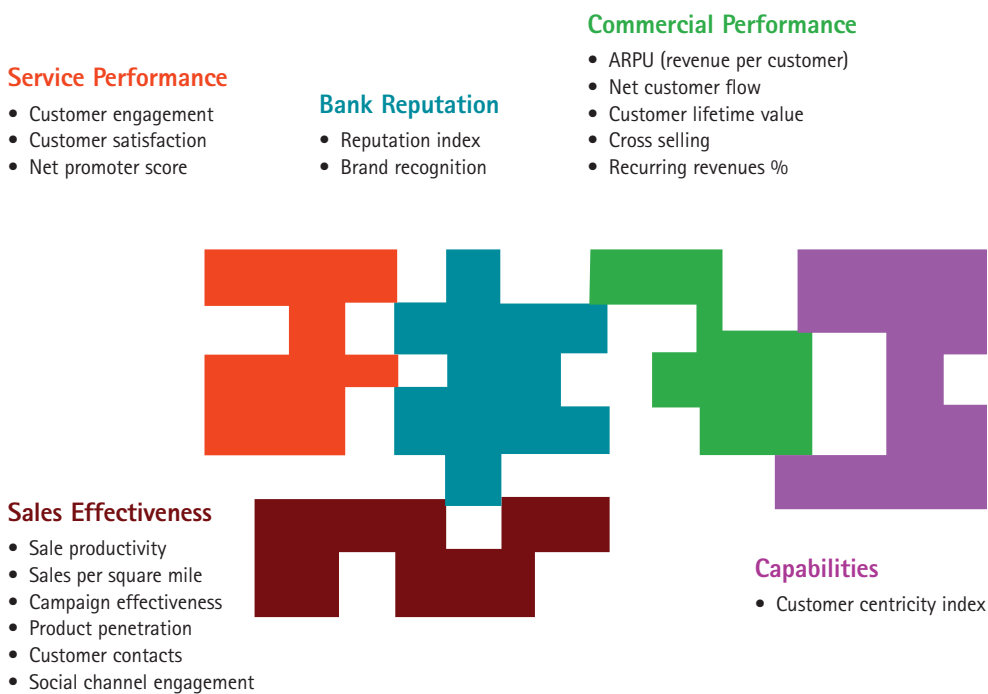 Service Performance
• Customer engagement
• Customer satisfaction
• Net promoter score
Bank Reputation
• Reputation index
• Brand recognition
Commercial Performance
• ARPU (revenue per customer)
• Net customer flow
• Customer lifetime value
• Cross selling
• Recurring revenues %
Sales Effectiveness
• Sale productivity
• Sales per square mile
• Campaign effectiveness
• Product penetration
• Customer contacts
• Social channel engagement
Capabilities
• Customer centricity index